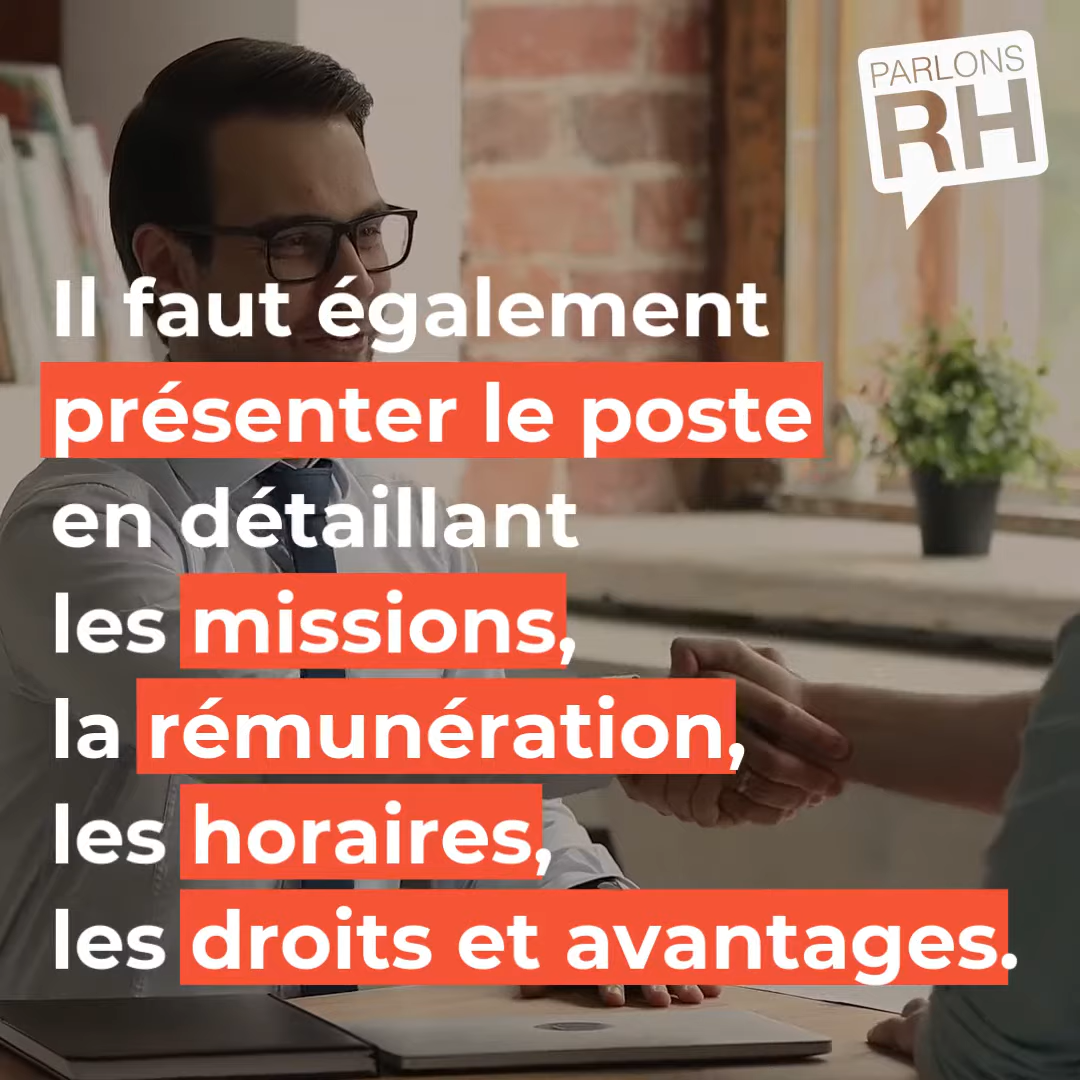 PARLONS
RH
Il faut également
présenter le poste
en détaillant
les missions,
la rémunération,
les horaires,
les droits et avantages.